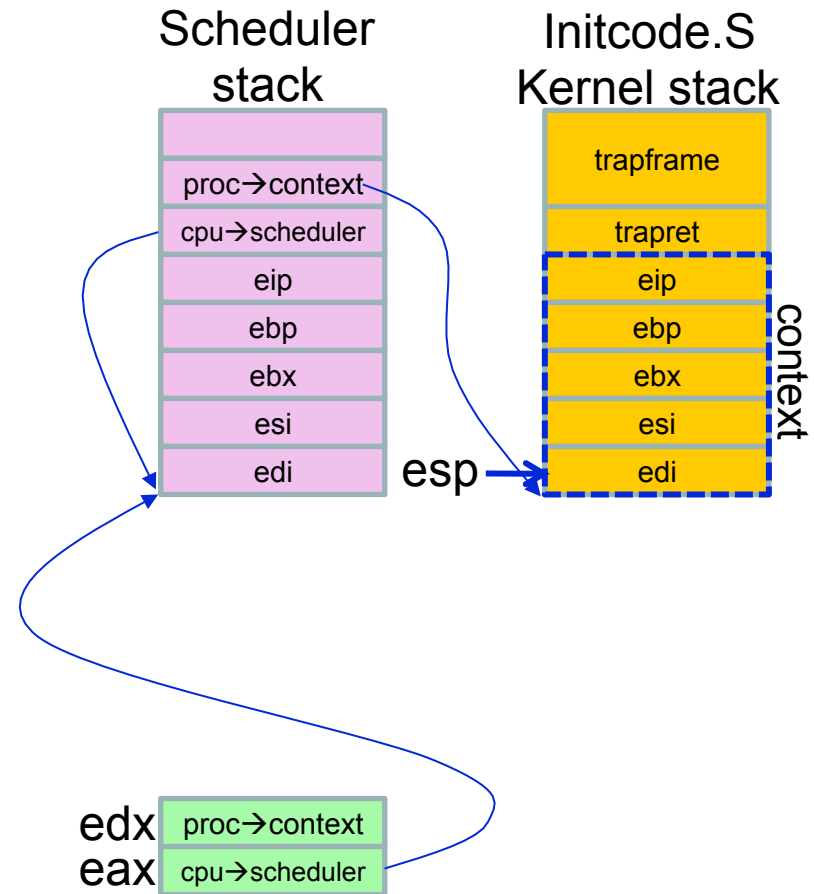 Scheduler
stack
proc→context
cpu→scheduler
eip
ebp
ebx
esi
edi
Initcode.S
Kernel stack
trapframe
trapret
eip
ebp
ebx
esi
edi
context
esp
edx proc→context
eax cpu→scheduler